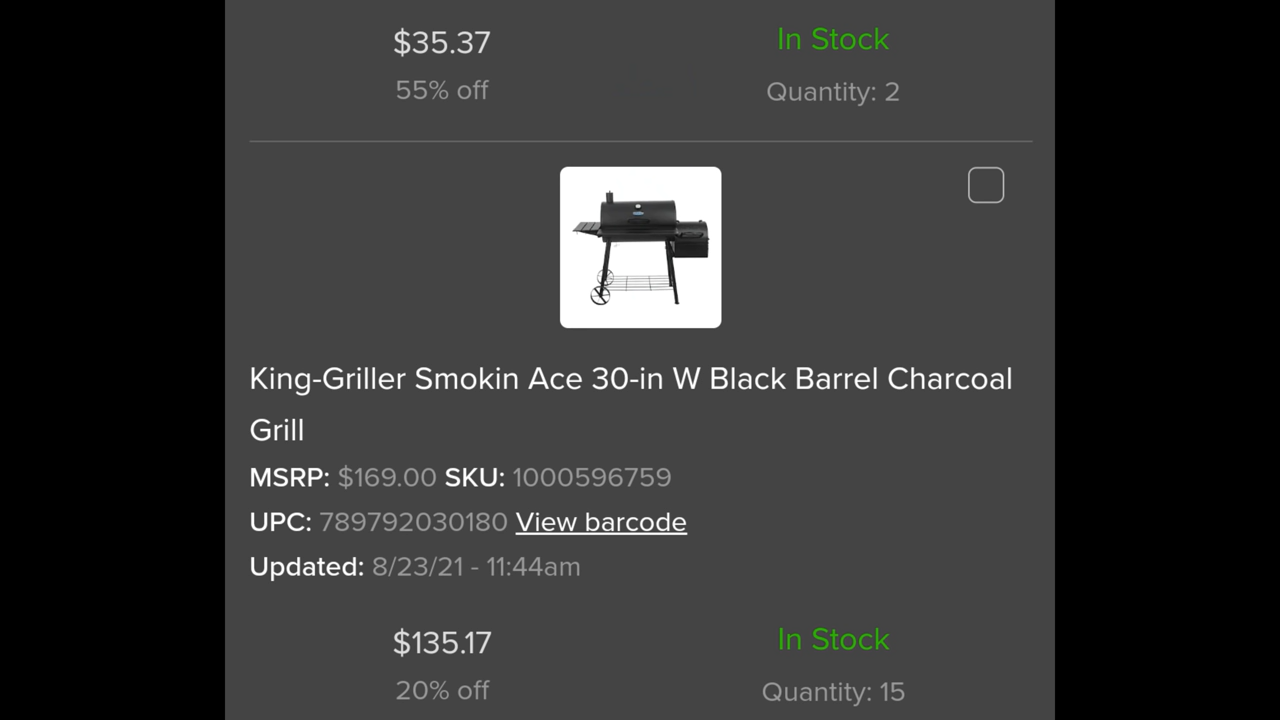 $35.37
In Stock
55% off
Quantity: 2
King-Griller Smokin Ace 30-in W Black Barrel Charcoal
Grill
MSRP: $169.00 SKU: 1000596759
UPC: 789792030180 View barcode
Updated: 8/23/21 - 11:44am
$135.17
In Stock
20% off
Quantity: 15